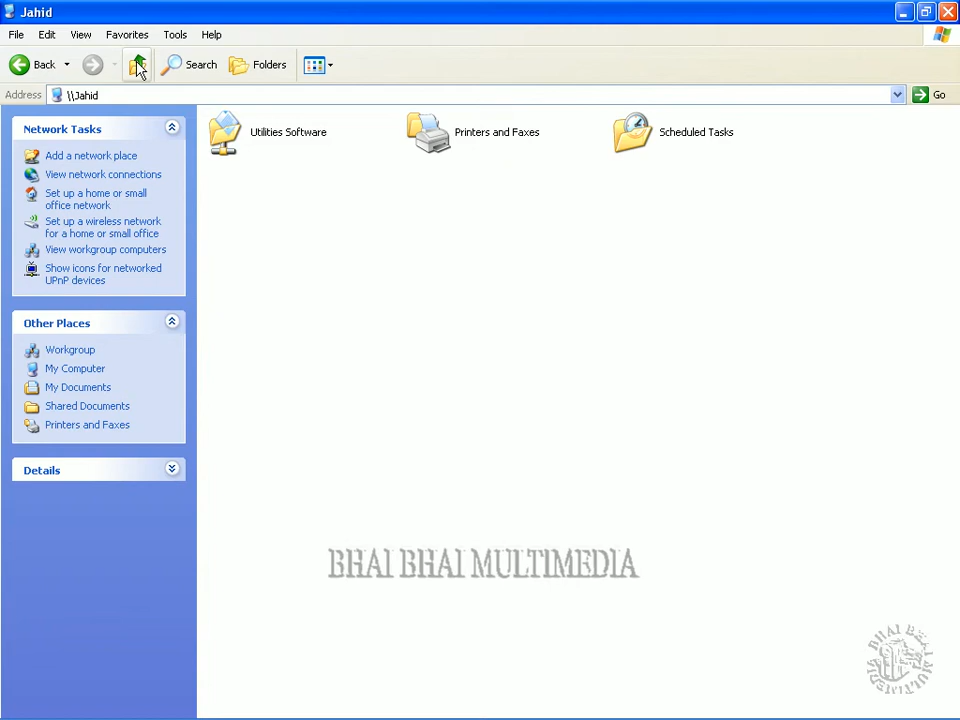 Jahid
File Edit View Favorites Tools Help
Back Search Folders
Address \\Jahid Go
Network Tasks
Add a network place
View network connections
Set up a home or small
office network
Set up a wireless network
for a home or small office
View workgroup computers
Show icons for networked
UPnP devices
Other Places
Workgroup
My Computer
My Documents
Shared Documents
Printers and Faxes
Details
Utilities Software Printers and Faxes Scheduled Tasks
BHAI BHAI MULTIMEDIA
BHAI BHAI MULTIMEDIA